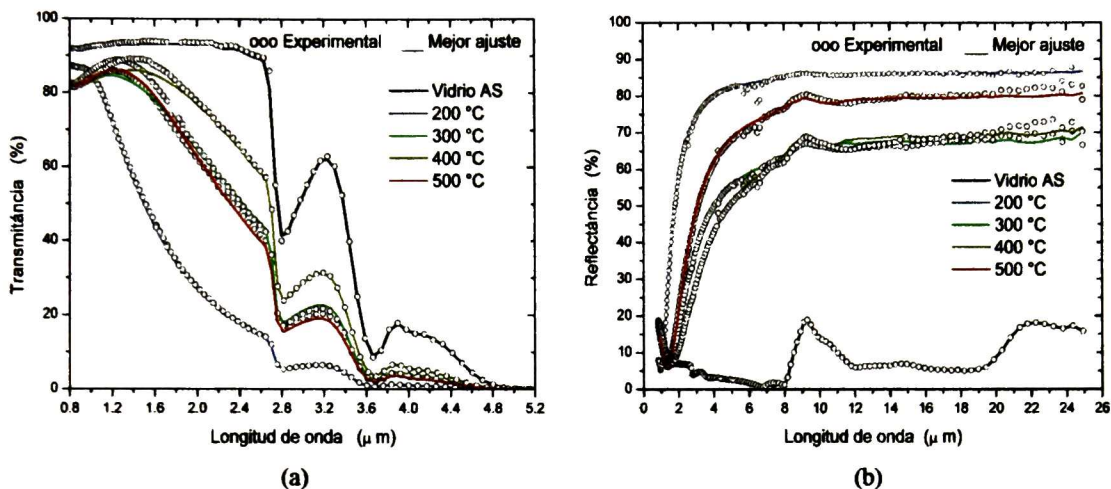 (a)
ooo Experimental
Mejor ajuste
Vidrio AS
200 °C
300 °C
400 °C
500 °C
Transmitáncia (%)
100
80
60
40
20
0
0.8 1.2 1.6 2.0 2.4 2.8 3.2 3.6 4.0 4.4 4.8 5.2
Longitud de onda (μ m)
(a)
(b)
ooo Experimental
Mejor ajuste
Vidrio AS
200 °C
300 °C
400 °C
500 °C
Reflectáncia (%)
100
90
80
70
60
50
40
30
20
10
0
0 2 4 6 8 10 12 14 16 18 20 22 24 26
Longitud de onda (μ m)
(b)